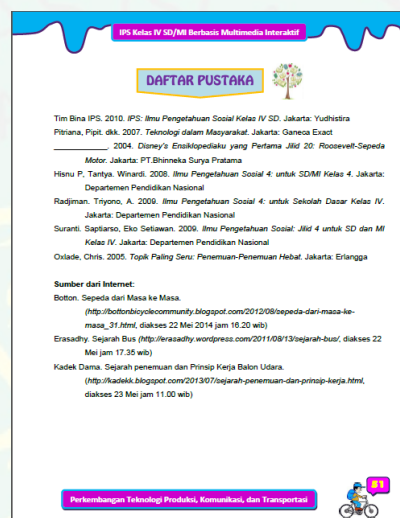 IPS Kelas IV SD/MI Berbasis Multimedia Interaktif
DAFTAR PUSTAKA
Tim Bina IPS. 2010. IPS: Ilmu Pengetahuan Sosial Kelas IV SD. Jakarta: Yudhistira
Pitriana, Pipit. dkk. 2007. Teknologi dalam Masyarakat. Jakarta: Ganeca Exact
____________. 2004. Disney's Ensiklopediaku yang Pertama Jilid 20: Roosevelt-Sepeda
Motor. Jakarta: PT.Bhinneka Surya Pratama
Hisnu P, Tantya. Winardi. 2008. Ilmu Pengetahuan Sosial 4: untuk SD/MI Kelas 4. Jakarta:
Departemen Pendidikan Nasional
Radjiman. Triyono, A. 2009. Ilmu Pengetahuan Sosial 4: untuk Sekolah Dasar Kelas IV.
Jakarta: Departemen Pendidikan Nasional
Suranti. Saptiarso, Eko Setiawan. 2009. Ilmu Pengetahuan Sosial: Jilid 4 untuk SD dan MI
Kelas IV. Jakarta: Departemen Pendidikan Nasional
Oxlade, Chris. 2005. Topik Paling Seru: Penemuan-Penemuan Hebat. Jakarta: Erlangga
Sumber dari Internet:
Botton. Sepeda dari Masa ke Masa.
(http://bottonbicyclecommunity.blogspot.com/2012/08/sepeda-dari-masa-ke-
masa_31.html, diakses 22 Mei 2014 jam 16.20 wib)
Erasadhy. Sejarah Bus (http://erasadhy.wordpress.com/2011/08/13/sejarah-bus/, diakses 22
Mei jam 17.35 wib)
Kadek Dama. Sejarah penemuan dan Prinsip Kerja Balon Udara.
(http://kadekk.blogspot.com/2013/07/sejarah-penemuan-dan-prinsip-kerja.html,
diakses 23 Mei jam 11.00 wib)
51
Perkembangan Teknologi Produksi, Komunikasi, dan Transportasi